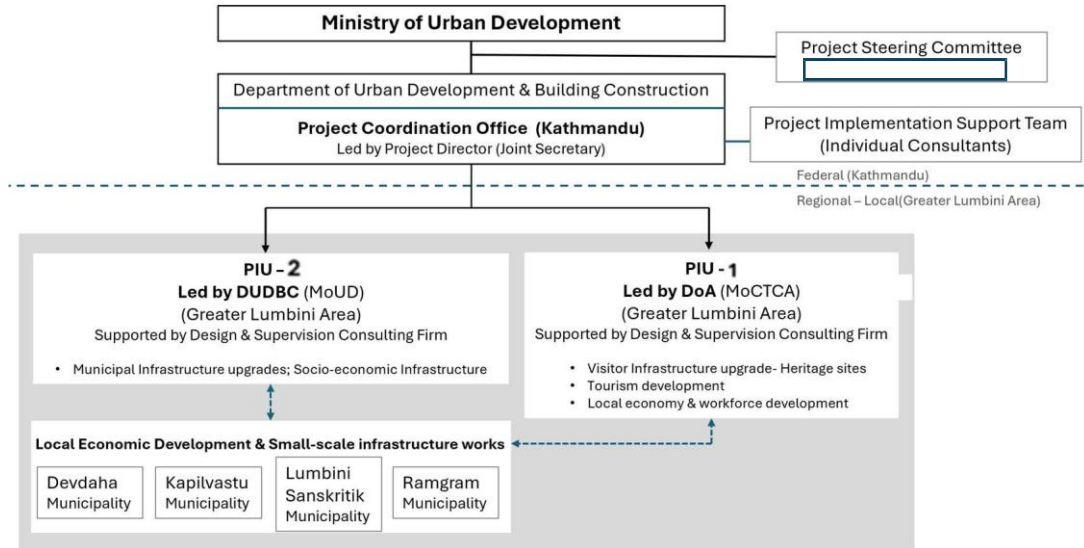 Ministry of Urban Development
Project Steering Committee
Department of Urban Development & Building Construction
Project Coordination Office (Kathmandu)
Led by Project Director (Joint Secretary)
Project Implementation Support Team
(Individual Consultants)
Federal (Kathmandu)
Regional – Local(Greater Lumbini Area)
PIU – 2
Led by DUDBC (MoUD)
(Greater Lumbini Area)
Supported by Design & Supervision Consulting Firm
• Municipal Infrastructure upgrades; Socio-economic Infrastructure
PIU - 1
Led by DoA (MoCTCA)
(Greater Lumbini Area)
Supported by Design & Supervision Consulting Firm
• Visitor Infrastructure upgrade- Heritage sites
• Tourism development
• Local economy & workforce development
Local Economic Development & Small-scale infrastructure works
Devdaha
Municipality
Kapilvastu
Municipality
Lumbini
Sanskritik
Municipality
Ramgram
Municipality